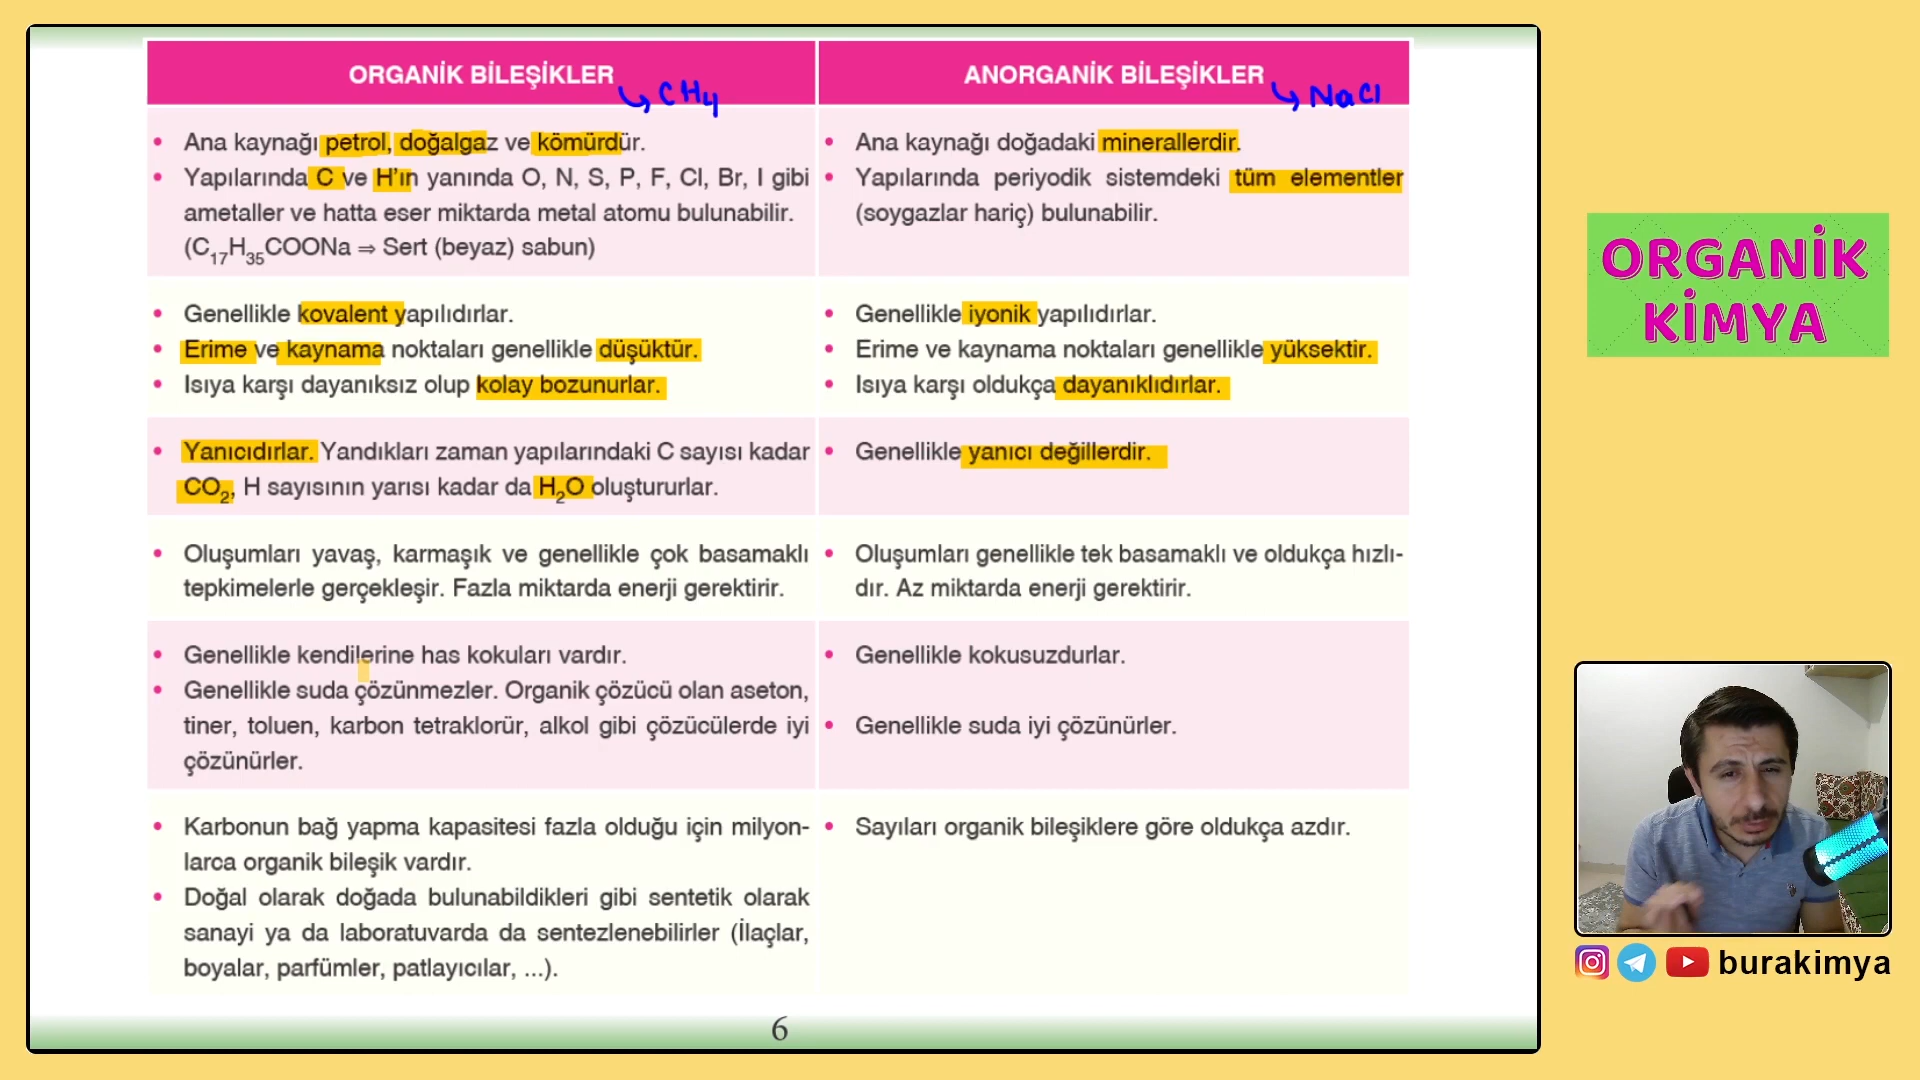 ORGANİK BİLEŞİKLER
CH4
ANORGANİK BİLEŞİKLER
NaCl
• Ana kaynağı petrol, doğalgaz ve kömürdür.
• Yapılarında C ve H'ın yanında O, N, S, P, F, Cl, Br, I gibi
ametaller ve hatta eser miktarda metal atomu bulunabilir.
(C17H35COONa ⇒ Sert (beyaz) sabun)
• Ana kaynağı doğadaki minerallerdir.
• Yapılarında periyodik sistemdeki tüm elementler
(soygazlar hariç) bulunabilir.
• Genellikle kovalent yapılıdırlar.
• Erime ve kaynama noktaları genellikle düşüktür.
• Isıya karşı dayanıksız olup kolay bozunurlar.
• Genellikle iyonik yapılıdırlar.
• Erime ve kaynama noktaları genellikle yüksektir.
• Isıya karşı oldukça dayanıklıdırlar.
• Yanıcıdırlar. Yandıkları zaman yapılarındaki C sayısı kadar
CO2, H sayısının yarısı kadar da H2O oluştururlar.
• Genellikle yanıcı değillerdir.
• Oluşumları yavaş, karmaşık ve genellikle çok basamaklı
tepkimelerle gerçekleşir. Fazla miktarda enerji gerektirir.
• Oluşumları genellikle tek basamaklı ve oldukça hızlı-
dır. Az miktarda enerji gerektirir.
• Genellikle kendilerine has kokuları vardır.
• Genellikle suda çözünmezler. Organik çözücü olan aseton,
tiner, toluen, karbon tetraklorür, alkol gibi çözücülerde iyi
çözünürler.
• Genellikle kokusuzdurlar.
• Genellikle suda iyi çözünürler.
• Karbonun bağ yapma kapasitesi fazla olduğu için milyon-
larca organik bileşik vardır.
• Doğal olarak doğada bulunabildikleri gibi sentetik olarak
sanayi ya da laboratuvarda da sentezlenebilirler (İlaçlar,
boyalar, parfümler, patlayıcılar, ...).
• Sayıları organik bileşiklere göre oldukça azdır.
6
ORGANİK
KİMYA
burakimya